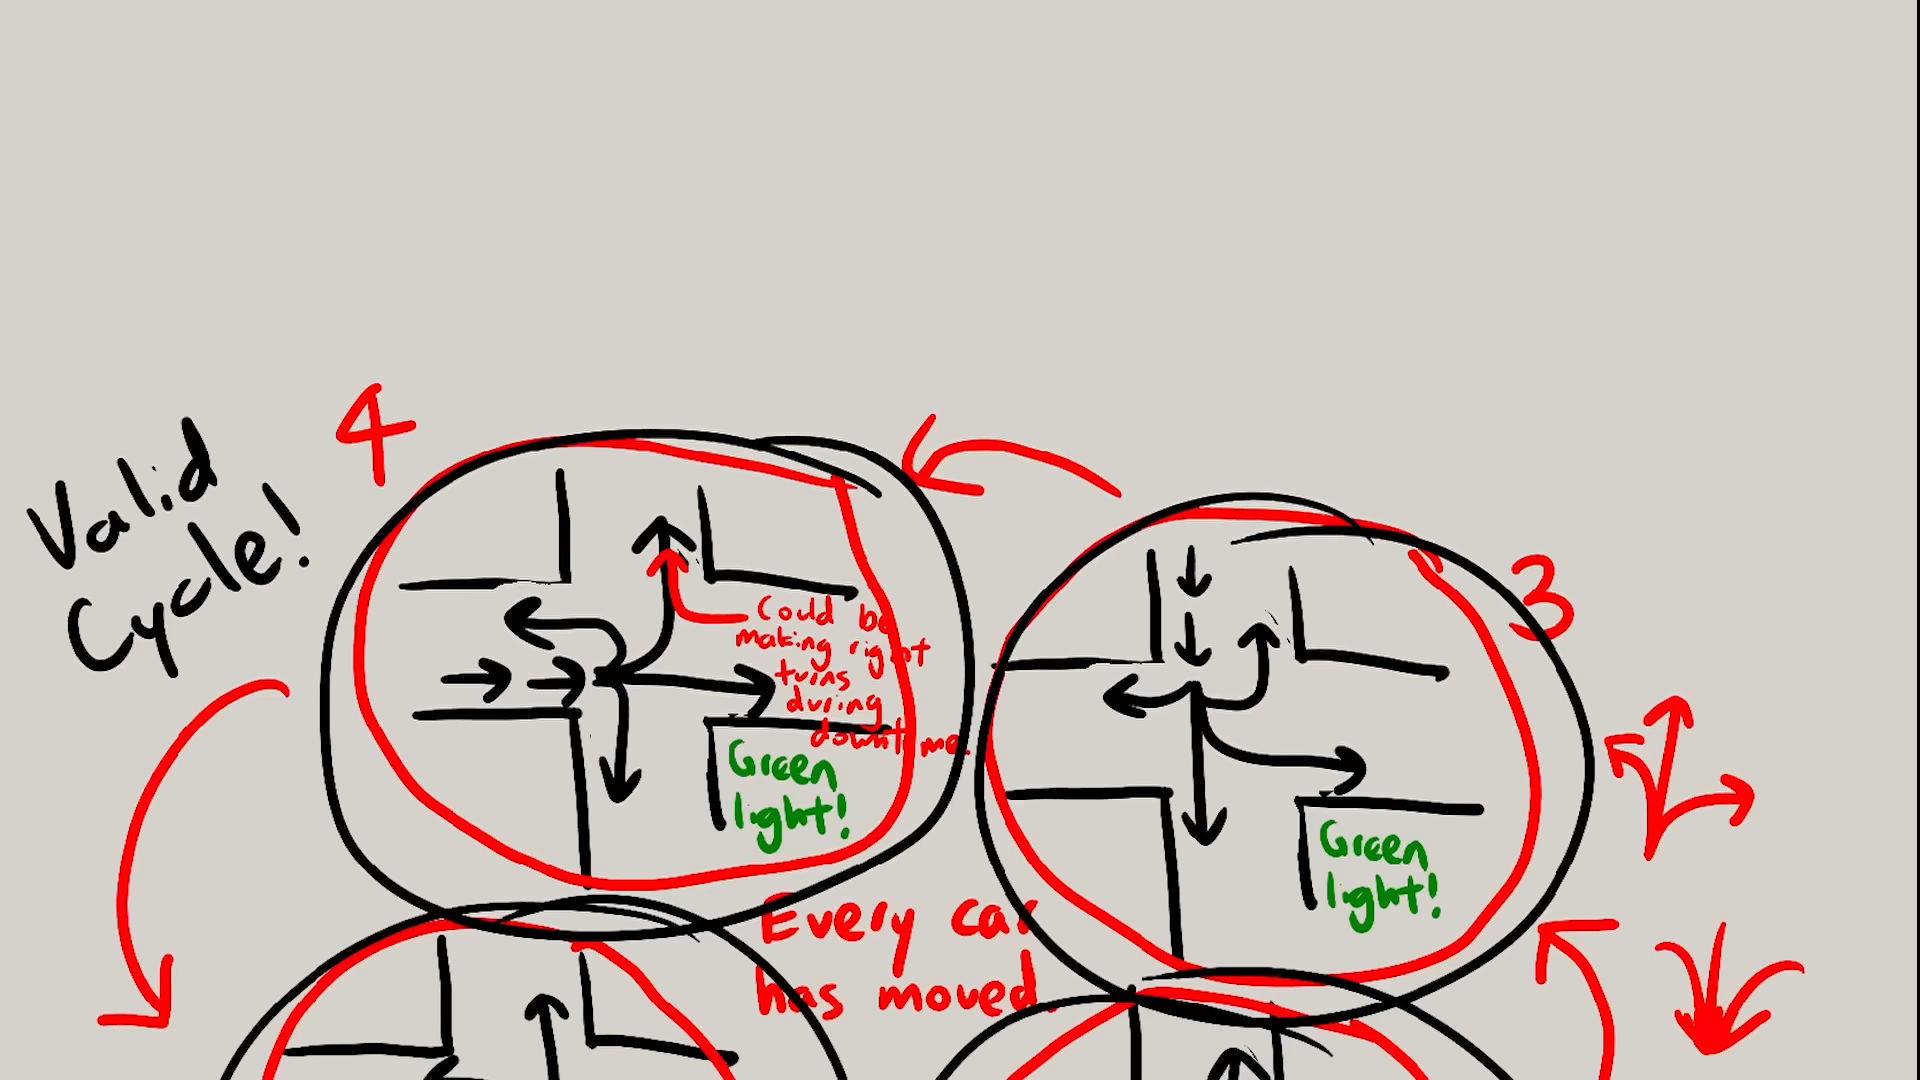 Valid
Cycle!
4
Could be
making right
turns
during
downtime.
Green
light!
3
Green
light!
Every car
has moved.